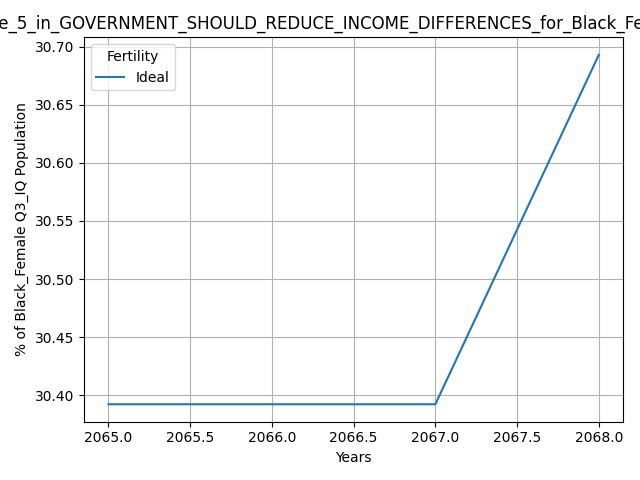 e_5_in_GOVERNMENT_SHOULD_REDUCE_INCOME_DIFFERENCES_for_Black_Fe
30.70
30.65
30.60
30.55
30.50
30.45
30.40
% of Black_Female Q3_IQ Population
Fertility
Ideal
2065.0 2065.5 2066.0 2066.5 2067.0 2067.5 2068.0
Years